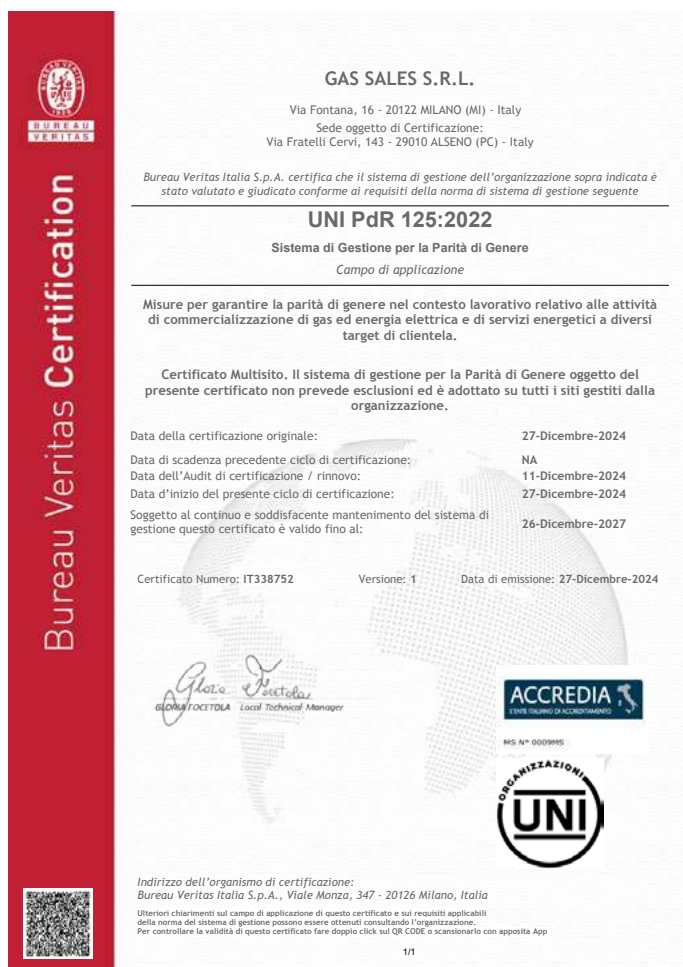 BUREAU VERITAS
1828
BUREAU
VERITAS
Bureau Veritas Certification
GAS SALES S.R.L.
Via Fontana, 16 - 20122 MILANO (MI) - Italy
Sede oggetto di Certificazione:
Via Fratelli Cervi, 143 - 29010 ALSENO (PC) - Italy
Bureau Veritas Italia S.p.A. certifica che il sistema di gestione dell'organizzazione sopra indicata è
stato valutato e giudicato conforme ai requisiti della norma di sistema di gestione seguente
UNI PdR 125:2022
Sistema di Gestione per la Parità di Genere
Campo di applicazione
Misure per garantire la parità di genere nel contesto lavorativo relativo alle attività
di commercializzazione di gas ed energia elettrica e di servizi energetici a diversi
target di clientela.
Certificato Multisito. Il sistema di gestione per la Parità di Genere oggetto del
presente certificato non prevede esclusioni ed è adottato su tutti i siti gestiti dalla
organizzazione.
Data della certificazione originale: 27-Dicembre-2024
Data di scadenza precedente ciclo di certificazione: NA
Data dell'Audit di certificazione / rinnovo: 11-Dicembre-2024
Data d'inizio del presente ciclo di certificazione: 27-Dicembre-2024
Soggetto al continuo e soddisfacente mantenimento del sistema di
gestione questo certificato è valido fino al: 26-Dicembre-2027
Certificato Numero: IT338752 Versione: 1 Data di emissione: 27-Dicembre-2024
Gloria Focetola
GLORIA FOCETOLA Local Technical Manager
ACCREDIA
L'ENTE ITALIANO DI ACCREDITAMENTO
MS N° 0009MS
ORGANIZZAZIONI
UNI
Indirizzo dell'organismo di certificazione:
Bureau Veritas Italia S.p.A., Viale Monza, 347 - 20126 Milano, Italia
Ulteriori chiarimenti sul campo di applicazione di questo certificato e sui requisiti applicabili
della norma del sistema di gestione possono essere ottenuti consultando l'organizzazione.
Per controllare la validità di questo certificato fare doppio click sul QR CODE o scansionarlo con apposita App
1/1